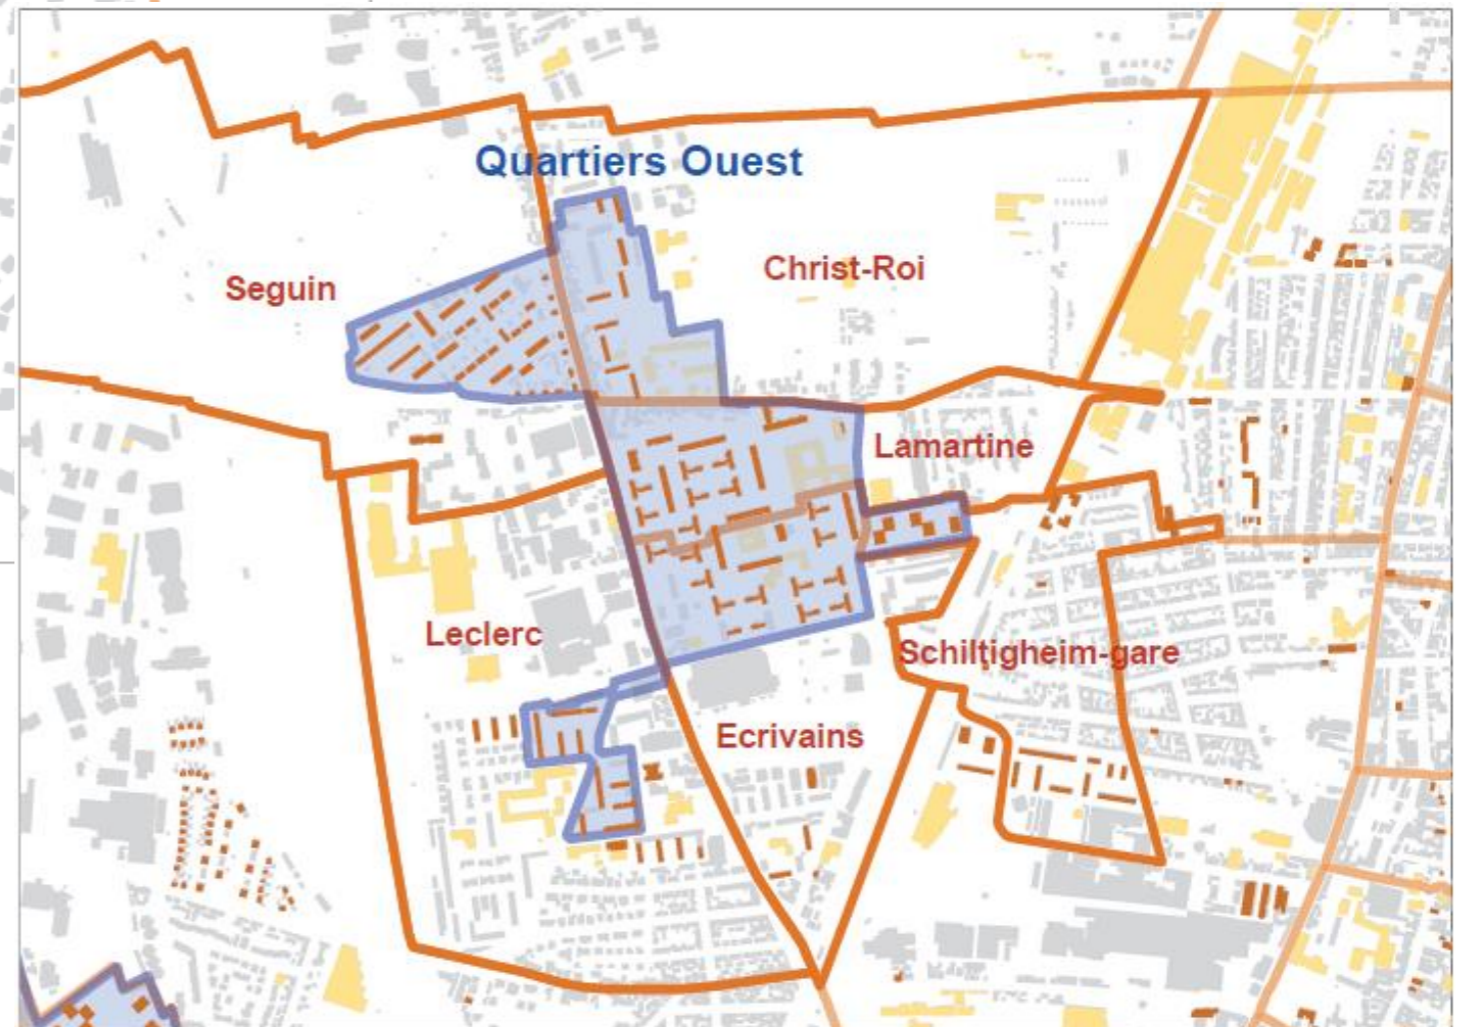 Quartiers Ouest
Christ-Roi
Seguin
Lamartine
Leclerc
Schiltigheim-gare
Ecrivains